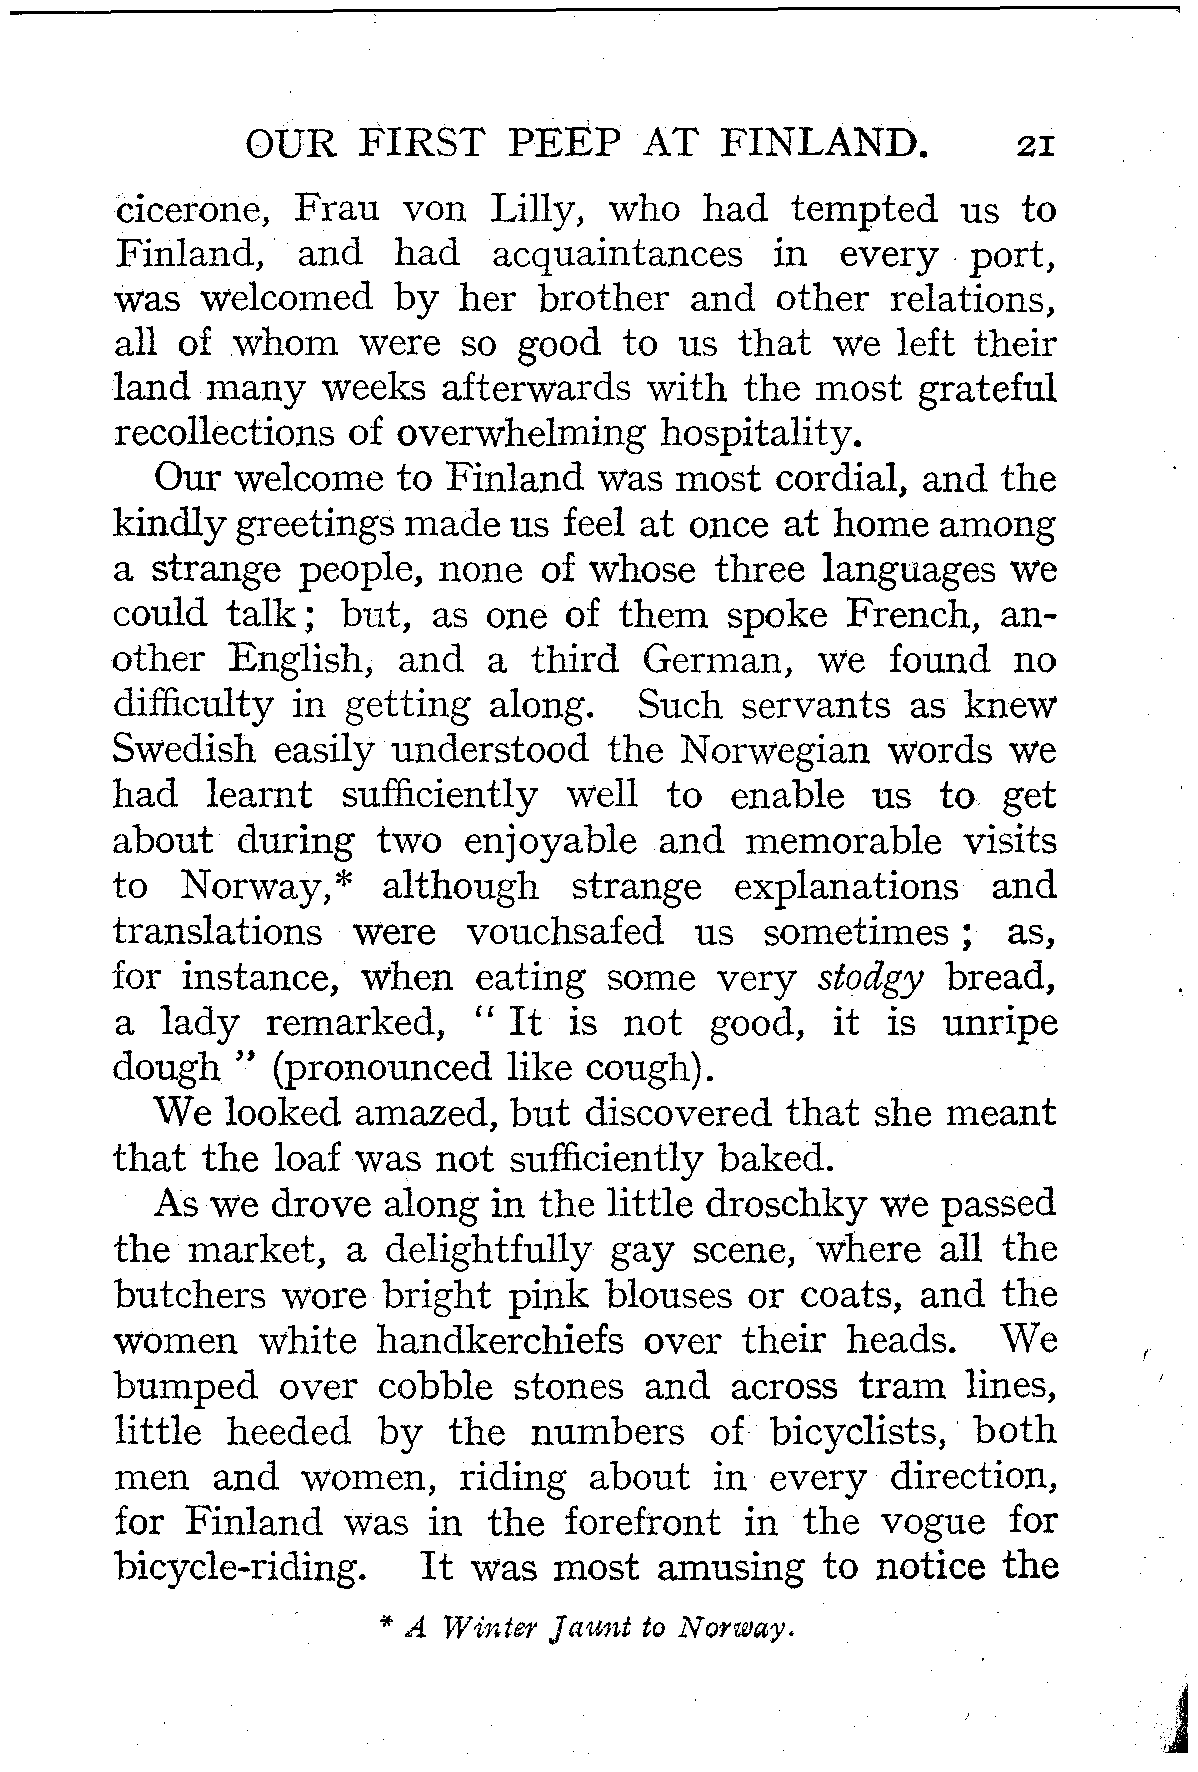 OUR FIRST PEEP AT FINLAND. 21
cicerone, Frau von Lilly, who had tempted us to
Finland, and had acquaintances in every port,
was welcomed by her brother and other relations,
all of whom were so good to us that we left their
land many weeks afterwards with the most grateful
recollections of overwhelming hospitality.
Our welcome to Finland was most cordial, and the
kindly greetings made us feel at once at home among
a strange people, none of whose three languages we
could talk; but, as one of them spoke French, an-
other English, and a third German, we found no
difficulty in getting along. Such servants as knew
Swedish easily understood the Norwegian words we
had learnt sufficiently well to enable us to get
about during two enjoyable and memorable visits
to Norway,* although strange explanations and
translations were vouchsafed us sometimes; as,
for instance, when eating some very stodgy bread,
a lady remarked, " It is not good, it is unripe
dough " (pronounced like cough).
We looked amazed, but discovered that she meant
that the loaf was not sufficiently baked.
As we drove along in the little droschky we passed
the market, a delightfully gay scene, where all the
butchers wore bright pink blouses or coats, and the
women white handkerchiefs over their heads. We
bumped over cobble stones and across tram lines,
little heeded by the numbers of bicyclists, both
men and women, riding about in every direction,
for Finland was in the forefront in the vogue for
bicycle-riding. It was most amusing to notice the
* A Winter Jaunt to Norway.